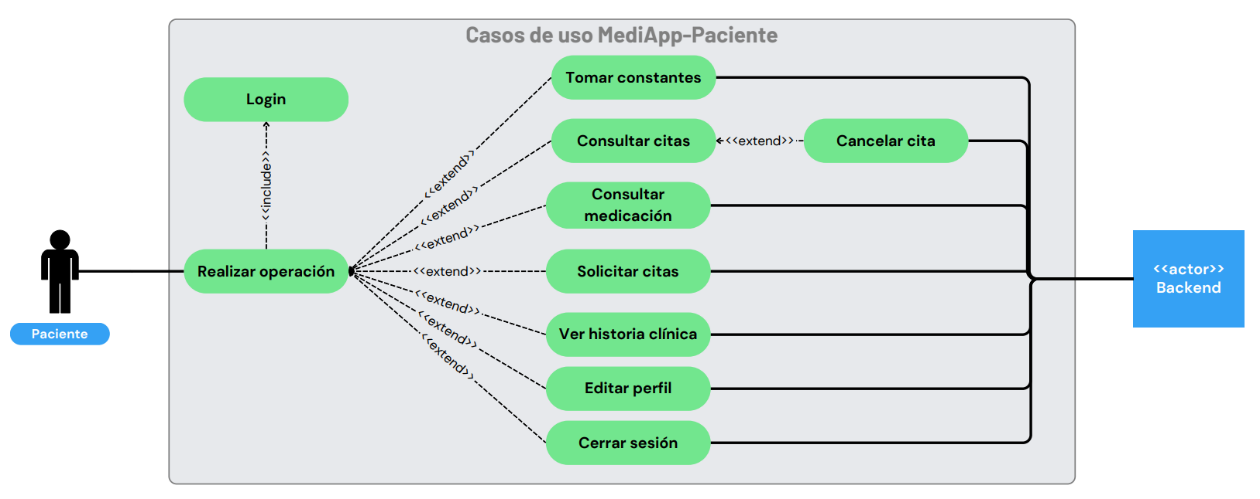 Casos de uso MediApp-Paciente
Login
<<include>>
Realizar operación
Paciente
<<extend>>
<<extend>>
<<extend>>
<<extend>>
<<extend>>
<<extend>>
<<extend>>
Tomar constantes
Consultar citas
<<extend>>
Cancelar cita
Consultar
medicación
Solicitar citas
Ver historia clínica
Editar perfil
Cerrar sesión
<<actor>>
Backend